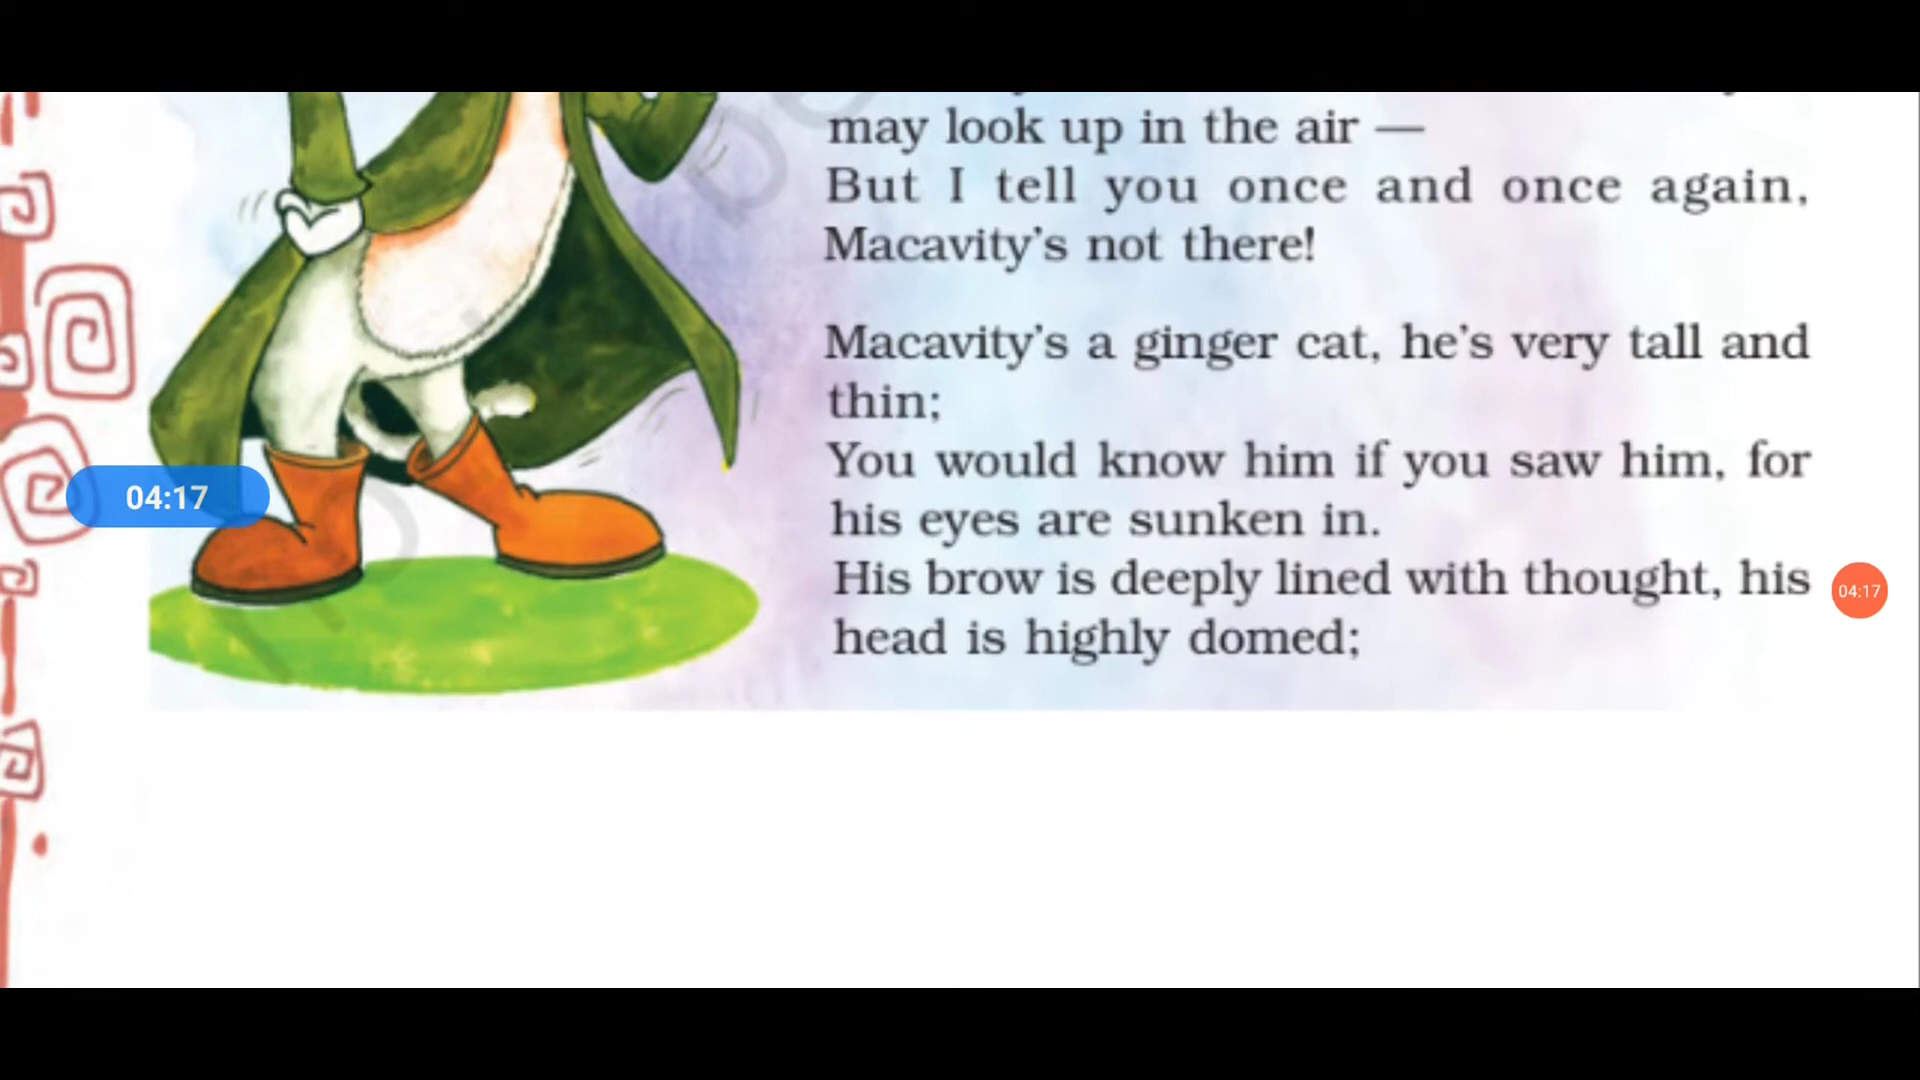 may look up in the air —
But I tell you once and once again,
Macavity's not there!
Macavity's a ginger cat, he's very tall and
thin;
You would know him if you saw him, for
his eyes are sunken in.
His brow is deeply lined with thought, his
head is highly domed;
04:17
04:17